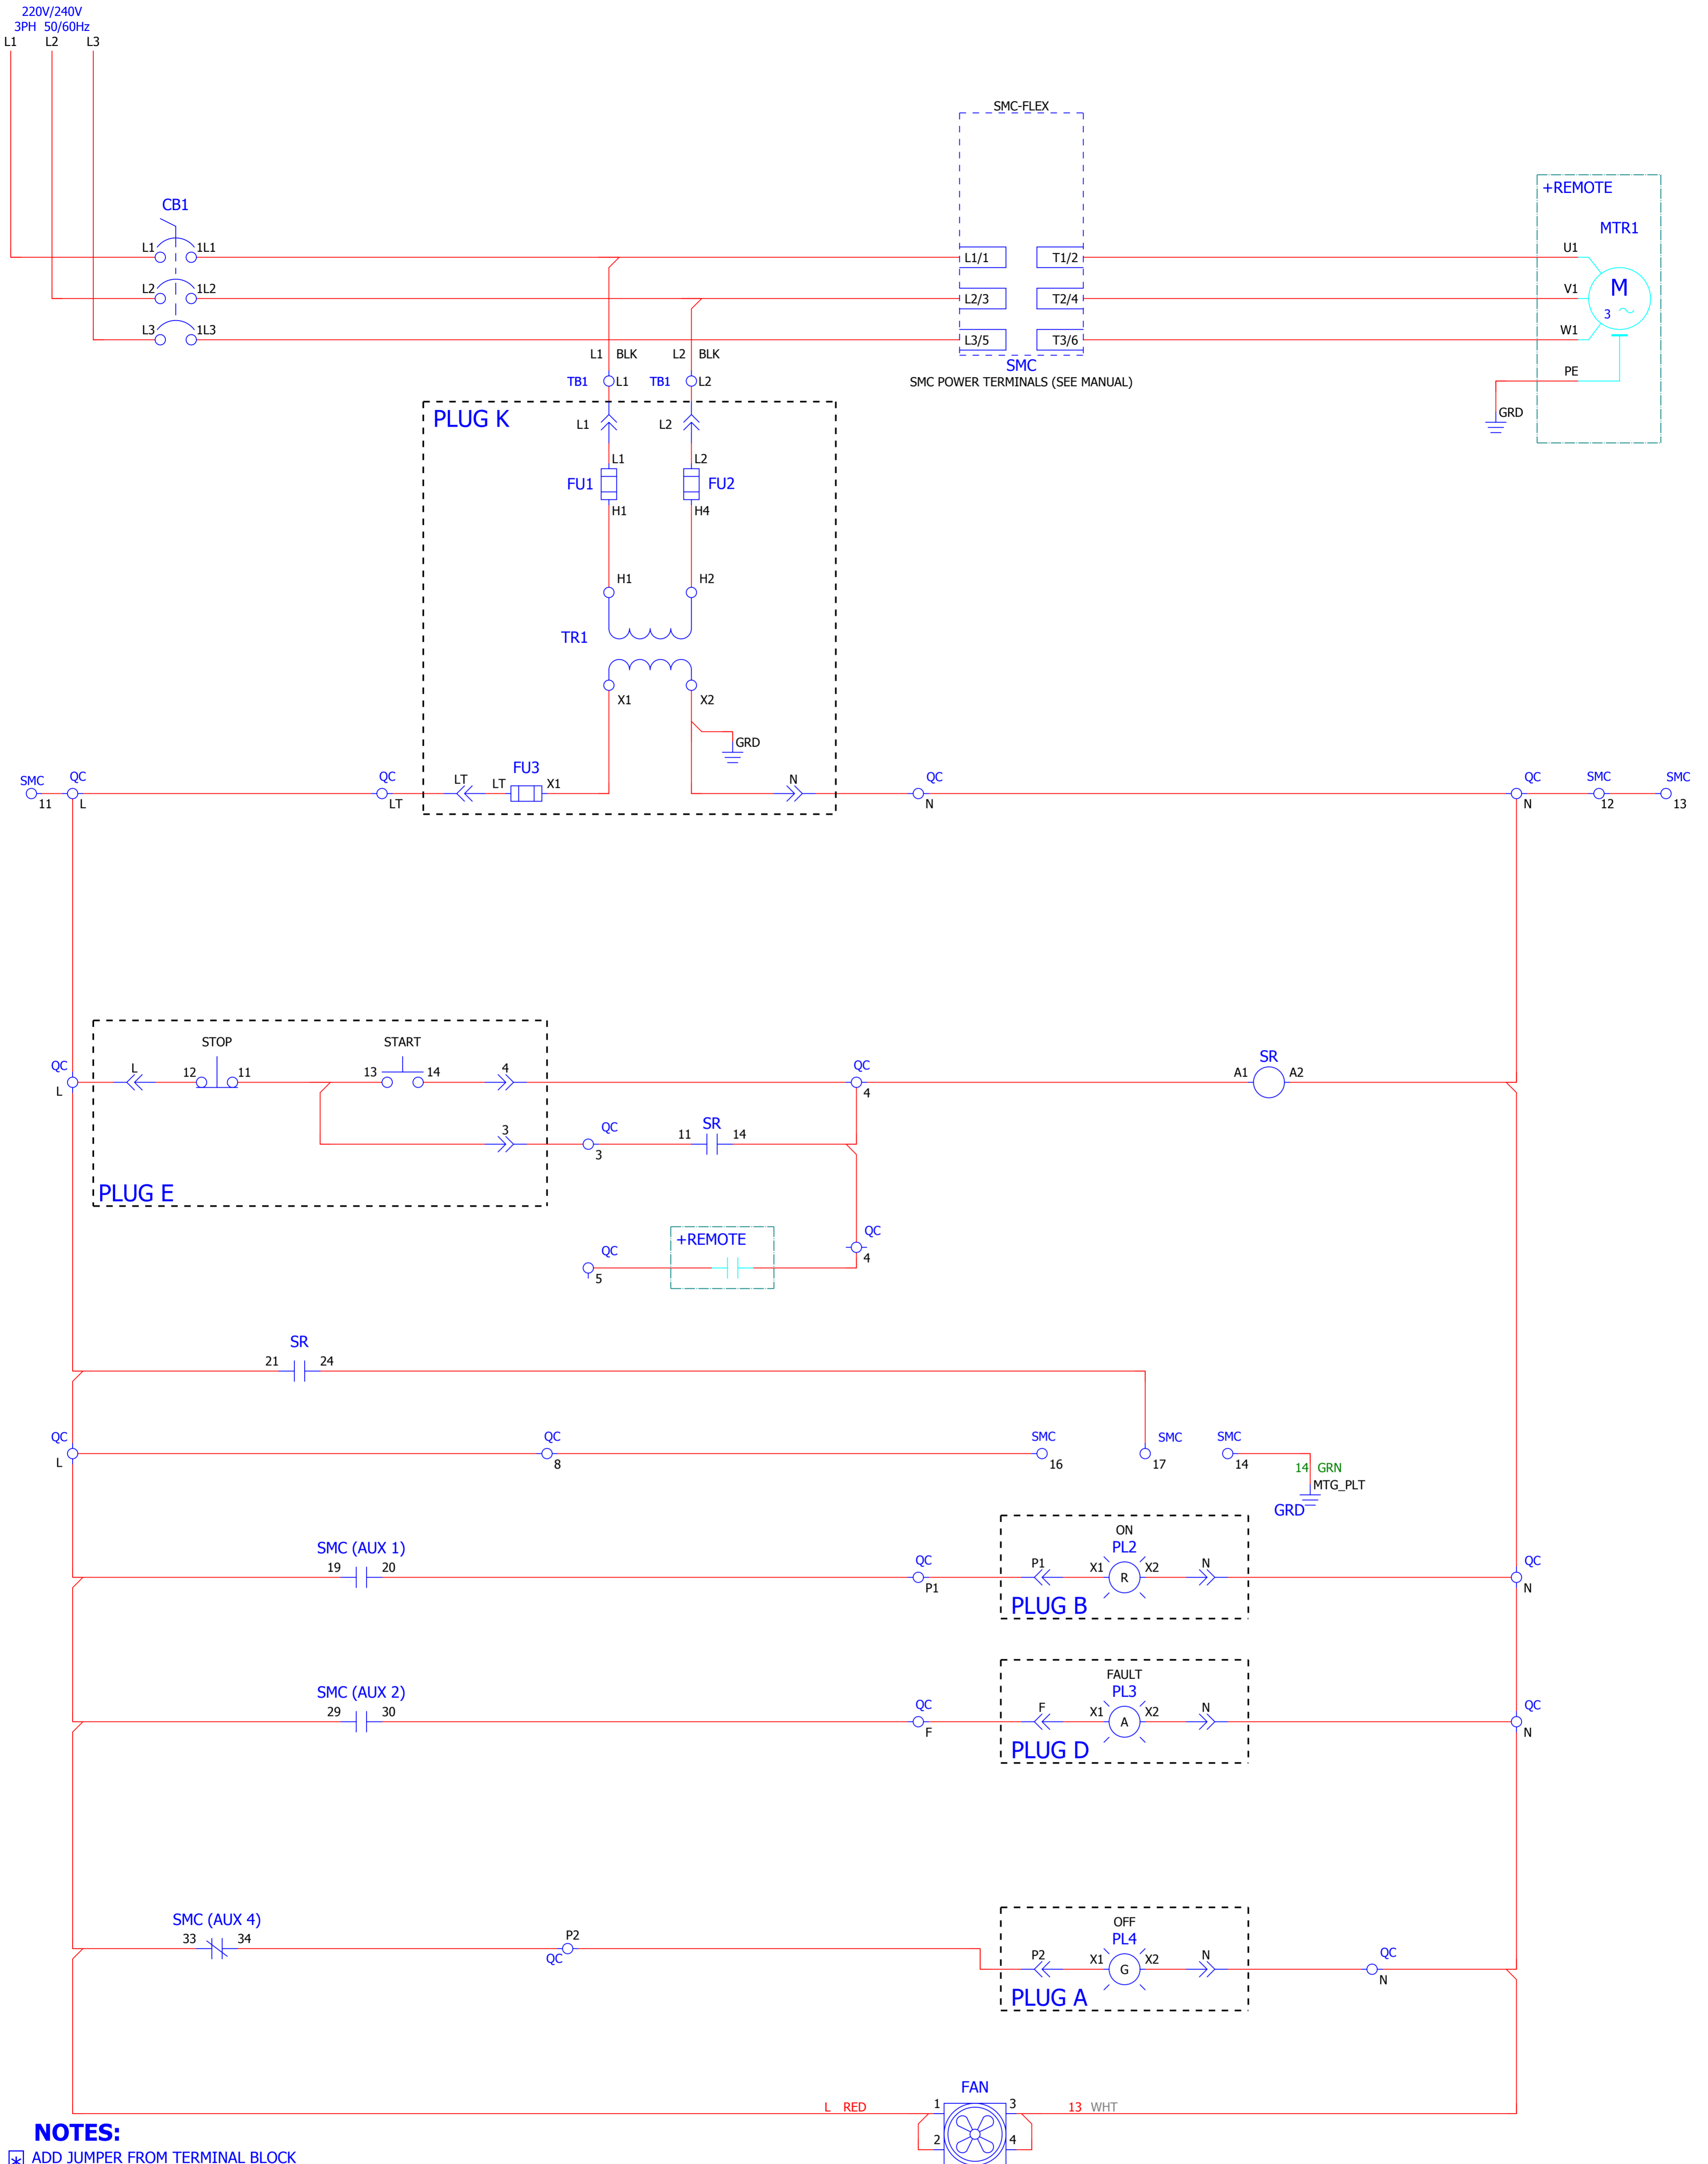 220V/240V
3PH 50/60Hz
L1 L2 L3
SMC-FLEX
+REMOTE
MTR1
CB1
L1 1L1
L1/1 T1/2
U1
L2 1L2
L2/3 T2/4
V1
M
3
L3 1L3
L3/5 T3/6
W1
SMC
SMC POWER TERMINALS (SEE MANUAL)
PE
GRD
L1 BLK L2 BLK
TB1 L1 TB1 L2
PLUG K
L1 L2
L1 L2
FU1 FU2
H1 H4
H1 H2
TR1
X1 X2
GRD
FU3
SMC QC QC LT LT X1 N QC QC SMC SMC
11 L LT N N 12 13
STOP START
QC L 12 11 13 14 4 QC SR
A1 A2
L 4
3 QC SR
11 14
3
PLUG E
QC +REMOTE QC
5 4
SR
21 24
QC QC SMC SMC SMC
L 8 16 17 14
14 GRN
MTG_PLT
GRD
SMC (AUX 1)
19 20
QC
P1
ON
PL2
P1 X1 R X2 N
PLUG B
QC
N
SMC (AUX 2)
29 30
QC
F
FAULT
PL3
F X1 A X2 N
PLUG D
QC
N
SMC (AUX 4)
33 34
P2
QC
OFF
PL4
P2 X1 G X2 N
PLUG A
QC
N
FAN
L RED 1 3 13 WHT
2 4
NOTES:
* ADD JUMPER FROM TERMINAL BLOCK